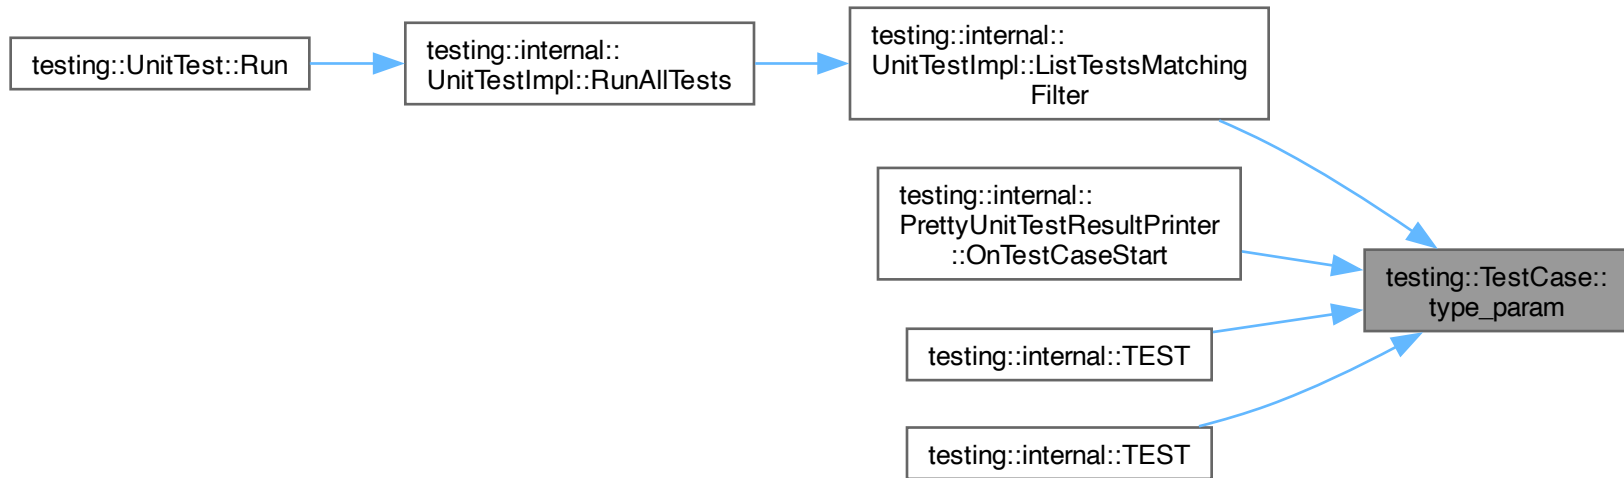 testing::UnitTest::Run
testing::internal::
UnitTestImpl::RunAllTests
testing::internal::
UnitTestImpl::ListTestsMatching
Filter
testing::internal::
PrettyUnitTestResultPrinter
::OnTestCaseStart
testing::internal::TEST
testing::internal::TEST
testing::TestCase::
type_param